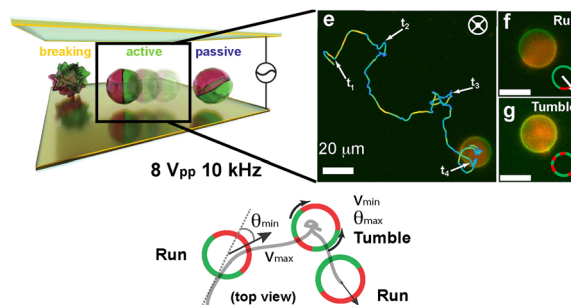 breaking active passive
8 Vpp 10 kHz
e
t1
t2
t3
t4
20 μm
f
Ru
g
Tumble
Run
θmin
vmax
vmin
θmax
Tumble
(top view)
Run